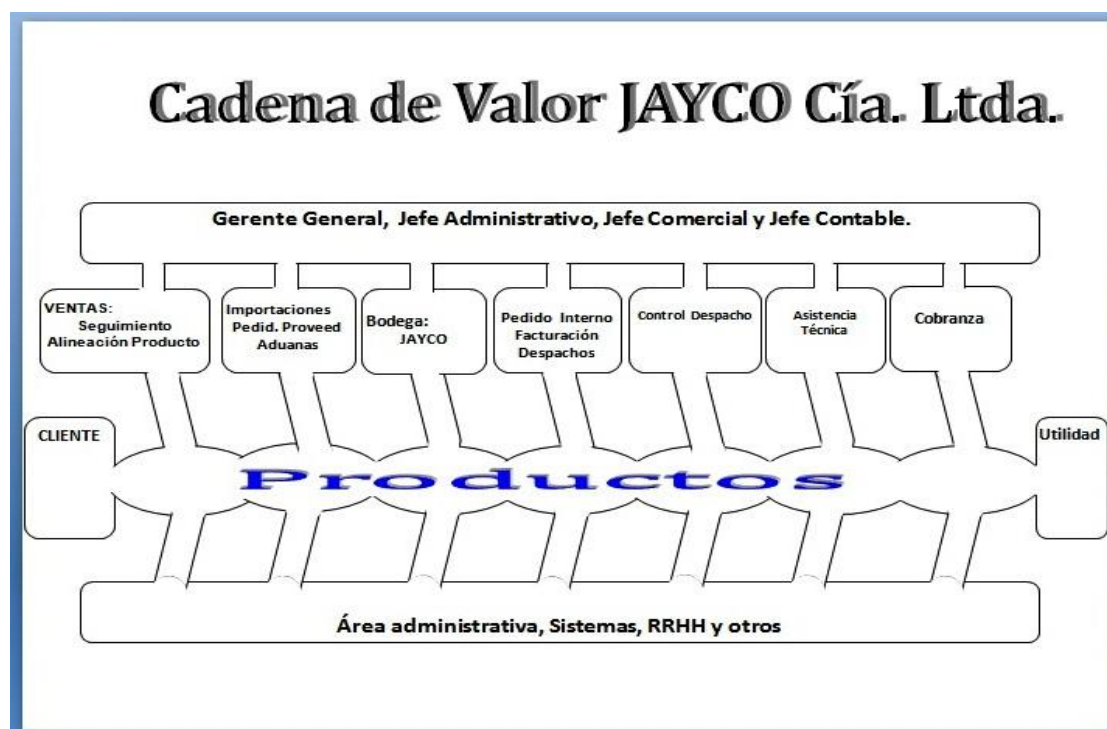 Cadena de Valor JAYCO Cía. Ltda.
Gerente General, Jefe Administrativo, Jefe Comercial y Jefe Contable.
VENTAS:
Seguimiento
Alineación Producto
Importaciones
Pedid. Proveed
Aduanas
Bodega:
JAYCO
Pedido Interno
Facturación
Despachos
Control Despacho
Asistencia
Técnica
Cobranza
CLIENTE
Productos
Utilidad
Área administrativa, Sistemas, RRHH y otros